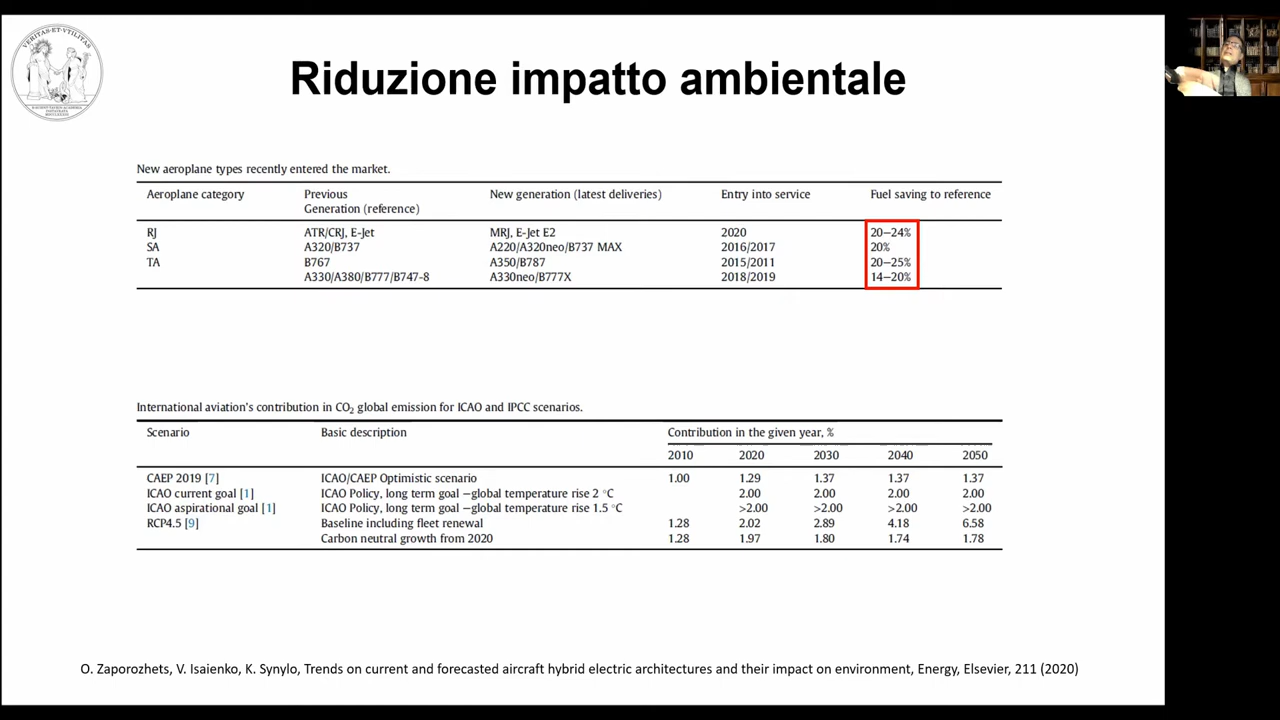 VERITAS·ET·VTILITAS
Riduzione impatto ambientale
New aeroplane types recently entered the market.
Aeroplane category Previous Generation (reference) New generation (latest deliveries) Entry into service Fuel saving to reference
RJ ATR/CRJ, E-Jet MRJ, E-Jet E2 2020 20–24%
SA A320/B737 A220/A320neo/B737 MAX 2016/2017 20%
TA B767 A350/B787 2015/2011 20–25%
A330/A380/B777/B747-8 A330neo/B777X 2018/2019 14–20%
International aviation's contribution in CO₂ global emission for ICAO and IPCC scenarios.
Scenario Basic description Contribution in the given year, %
2010 2020 2030 2040 2050
CAEP 2019 [7] ICAO/CAEP Optimistic scenario 1.00 1.29 1.37 1.37 1.37
ICAO current goal [1] ICAO Policy, long term goal –global temperature rise 2 °C 2.00 2.00 2.00 2.00
ICAO aspirational goal [1] ICAO Policy, long term goal –global temperature rise 1.5 °C >2.00 >2.00 >2.00 >2.00
RCP4.5 [9] Baseline including fleet renewal 1.28 2.02 2.89 4.18 6.58
Carbon neutral growth from 2020 1.28 1.97 1.80 1.74 1.78
O. Zaporozhets, V. Isaienko, K. Synylo, Trends on current and forecasted aircraft hybrid electric architectures and their impact on environment, Energy, Elsevier, 211 (2020)